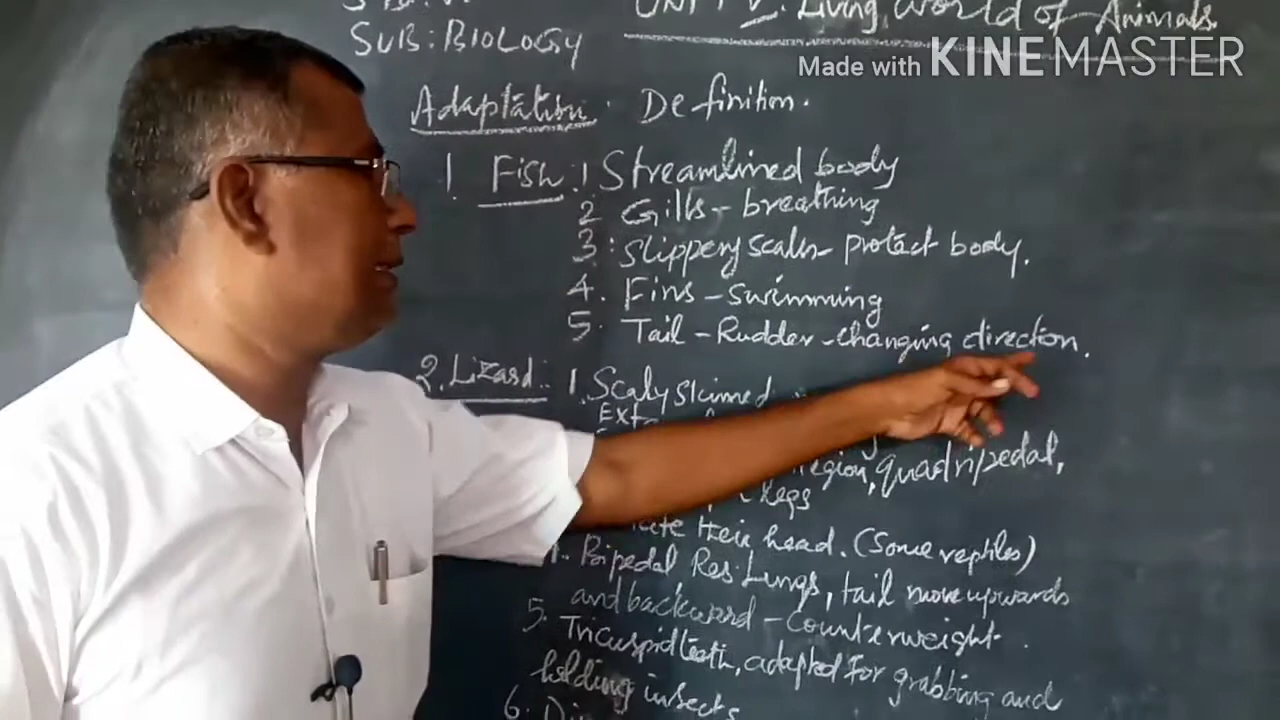 UNIT V: Living World of Animals.
SUB: BIOLOGY
Made with KINEMASTER
Adaptation: Definition.
1 Fish: 1 Streamlined body
2 Gills - breathing
3: Slippery scales - protect body.
4. Fins - swimming
5. Tail - Rudder - changing direction.
2. Lizard: 1. Scaly skinned
region, quadripedal,
legs
their head. (Some reptiles)
Bipedal Res: Lungs, tail move upwards
and backward - Counterweight.
5. Tricuspid teeth, adapted for grabbing and
holding insects
6.